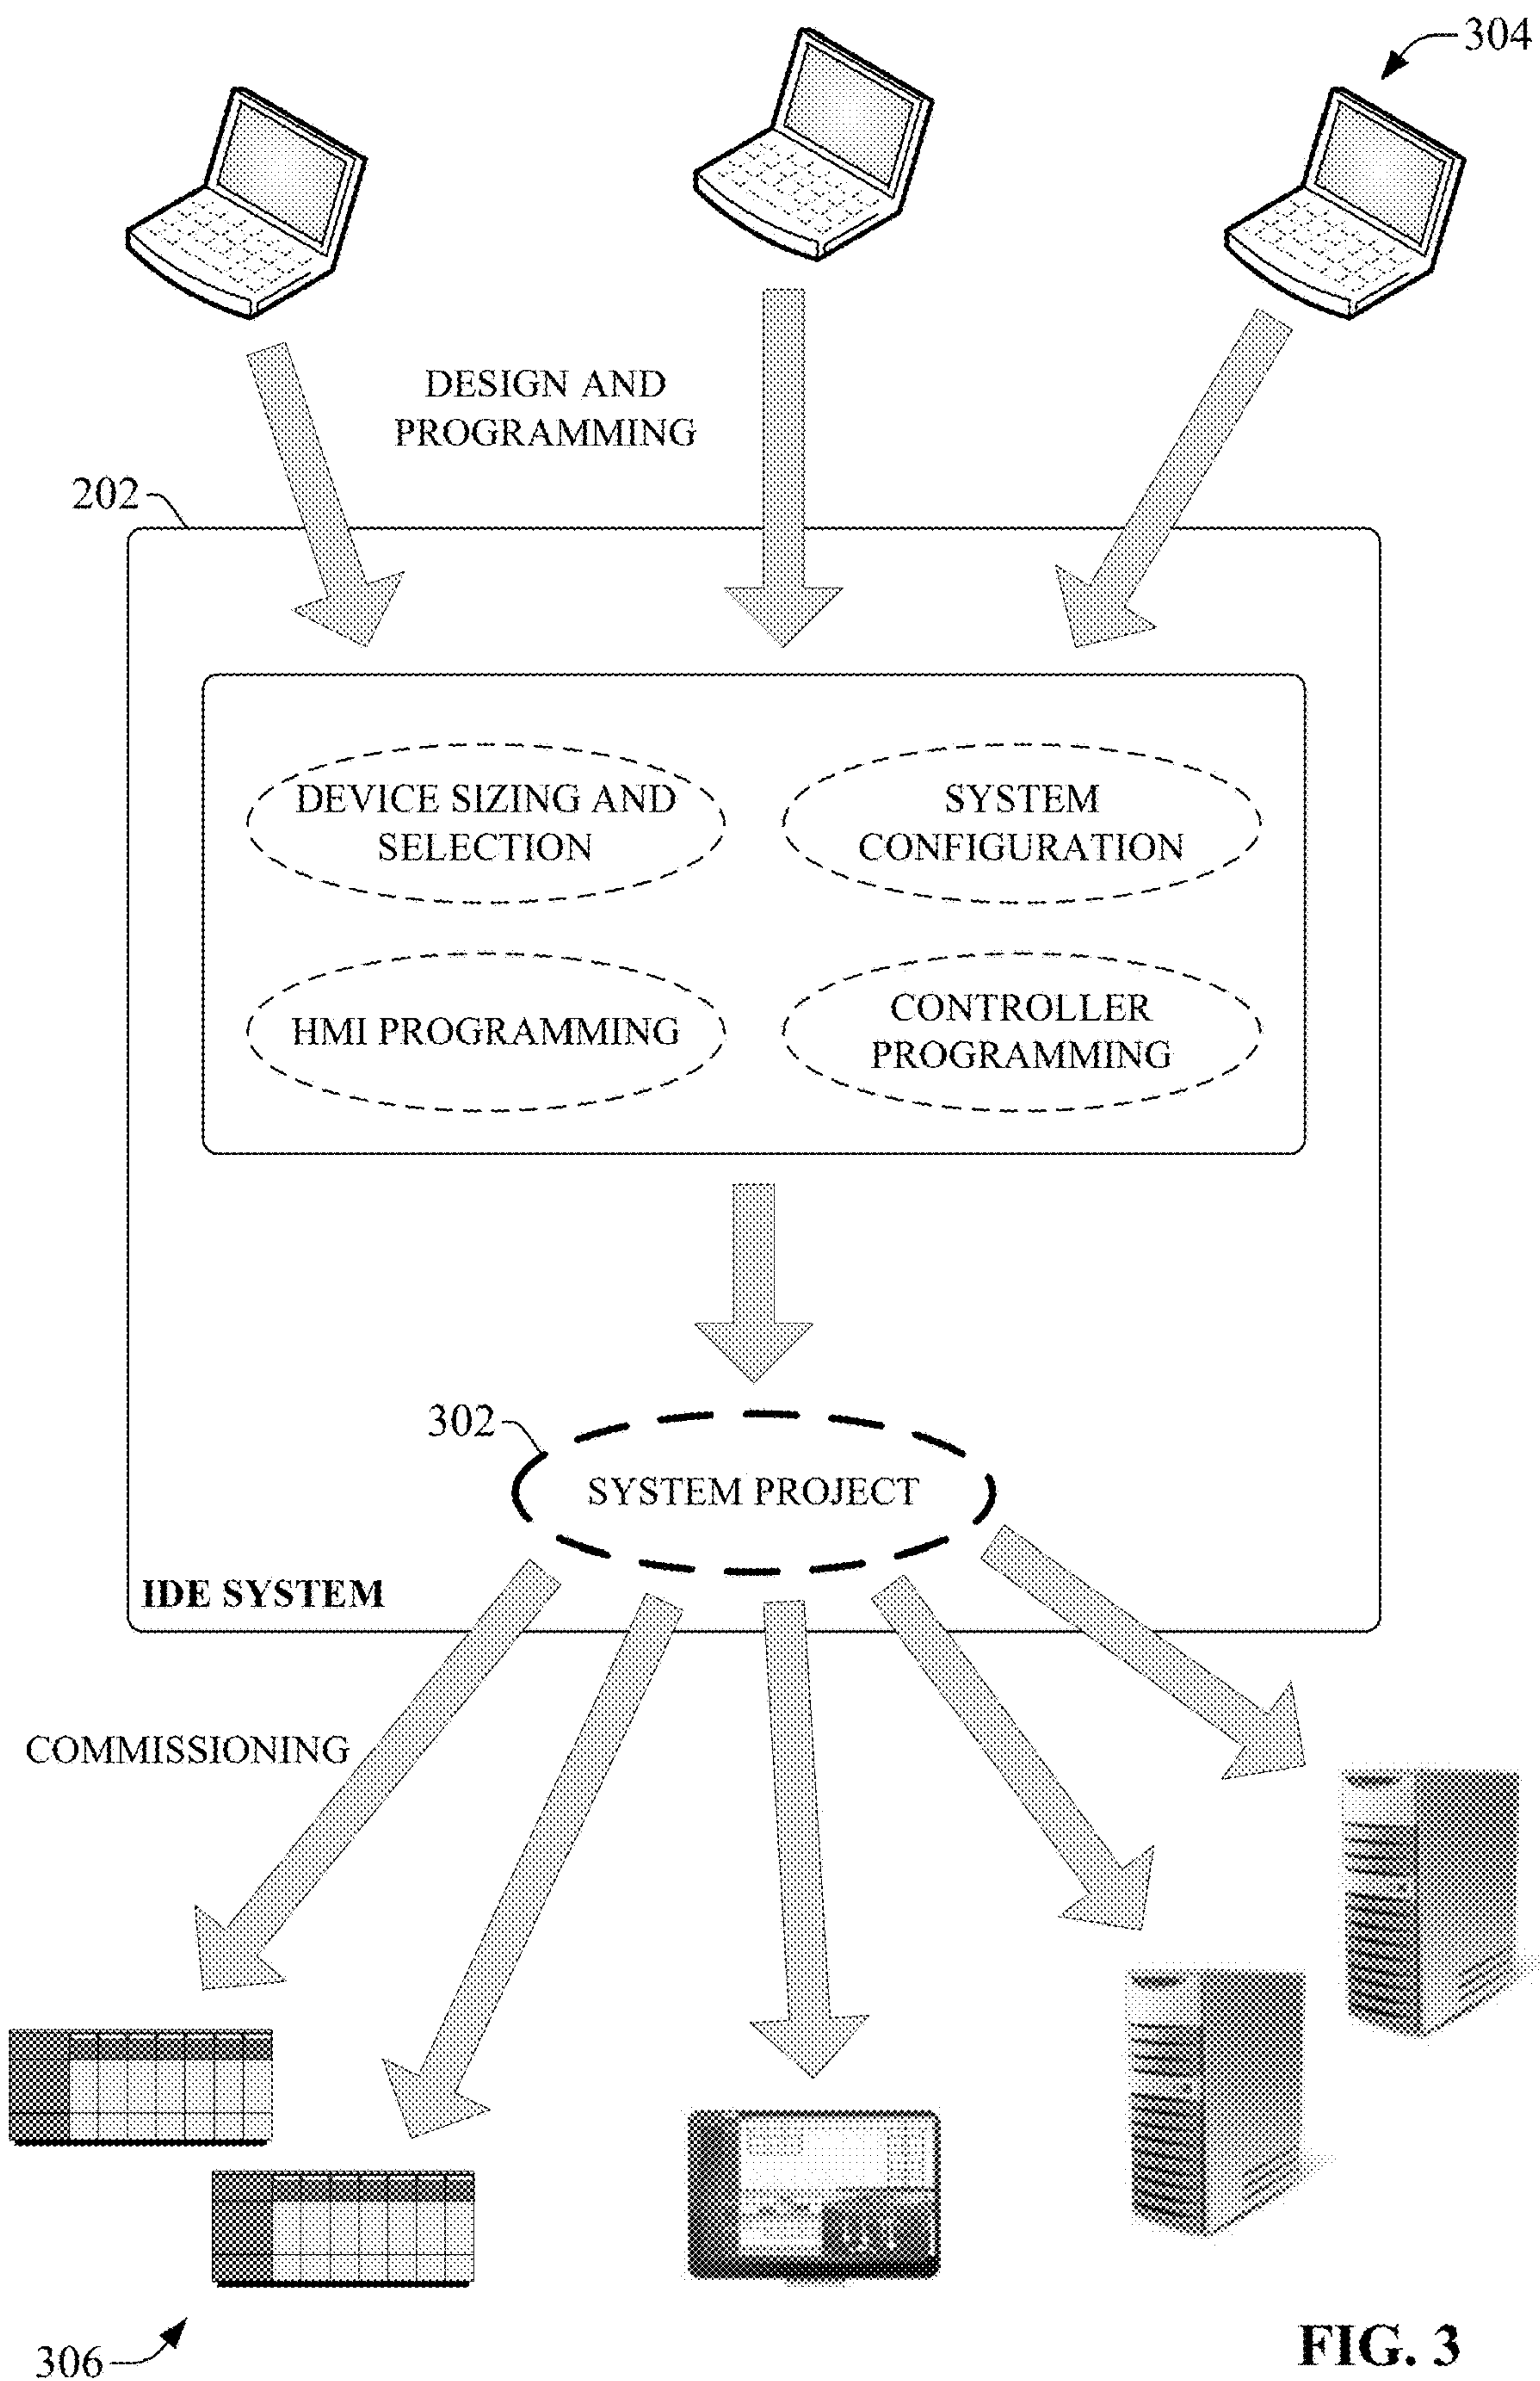 304
DESIGN AND
PROGRAMMING
202
DEVICE SIZING AND
SELECTION
SYSTEM
CONFIGURATION
HMI PROGRAMMING
CONTROLLER
PROGRAMMING
302
SYSTEM PROJECT
IDE SYSTEM
COMMISSIONING
306
FIG. 3